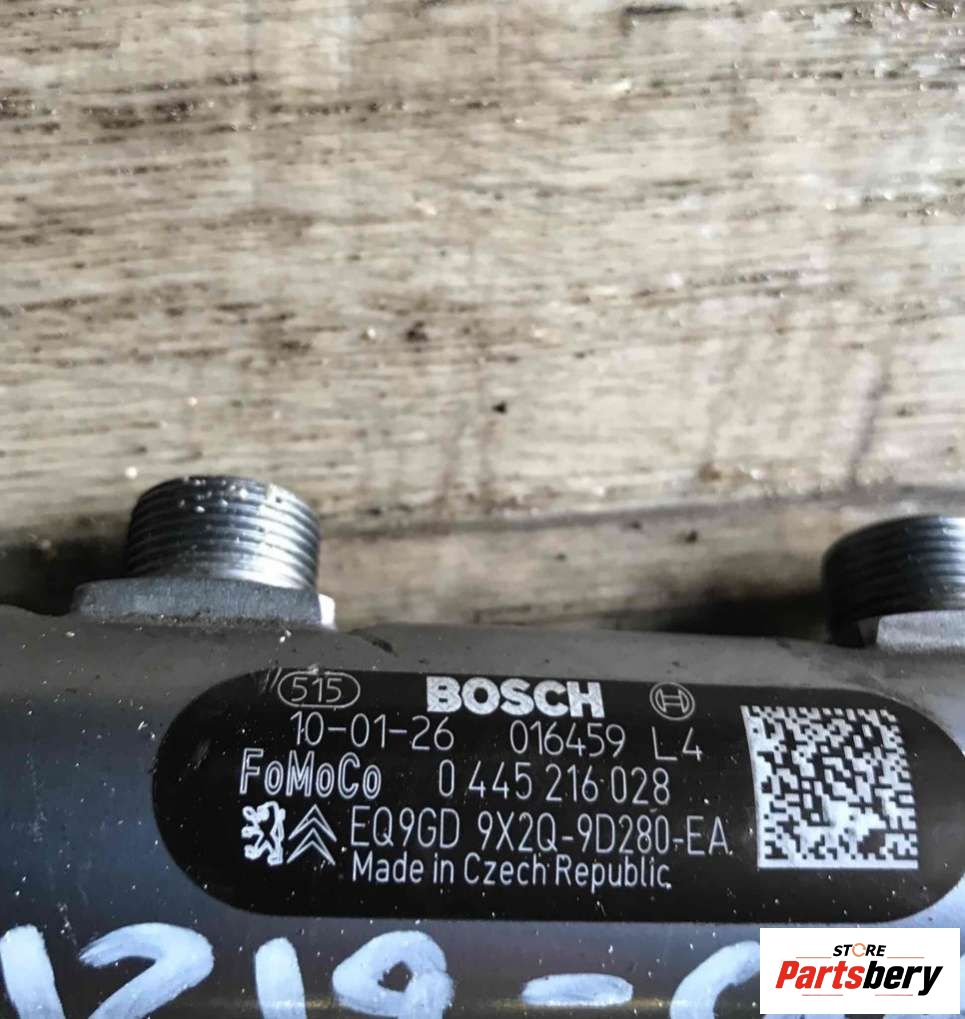 515 BOSCH
10-01-26 016459 L4
FoMoCo 0 445 216 028
EQ9GD 9X2Q-9D280-EA
Made in Czech Republic
1219-
STORE
Partsbery